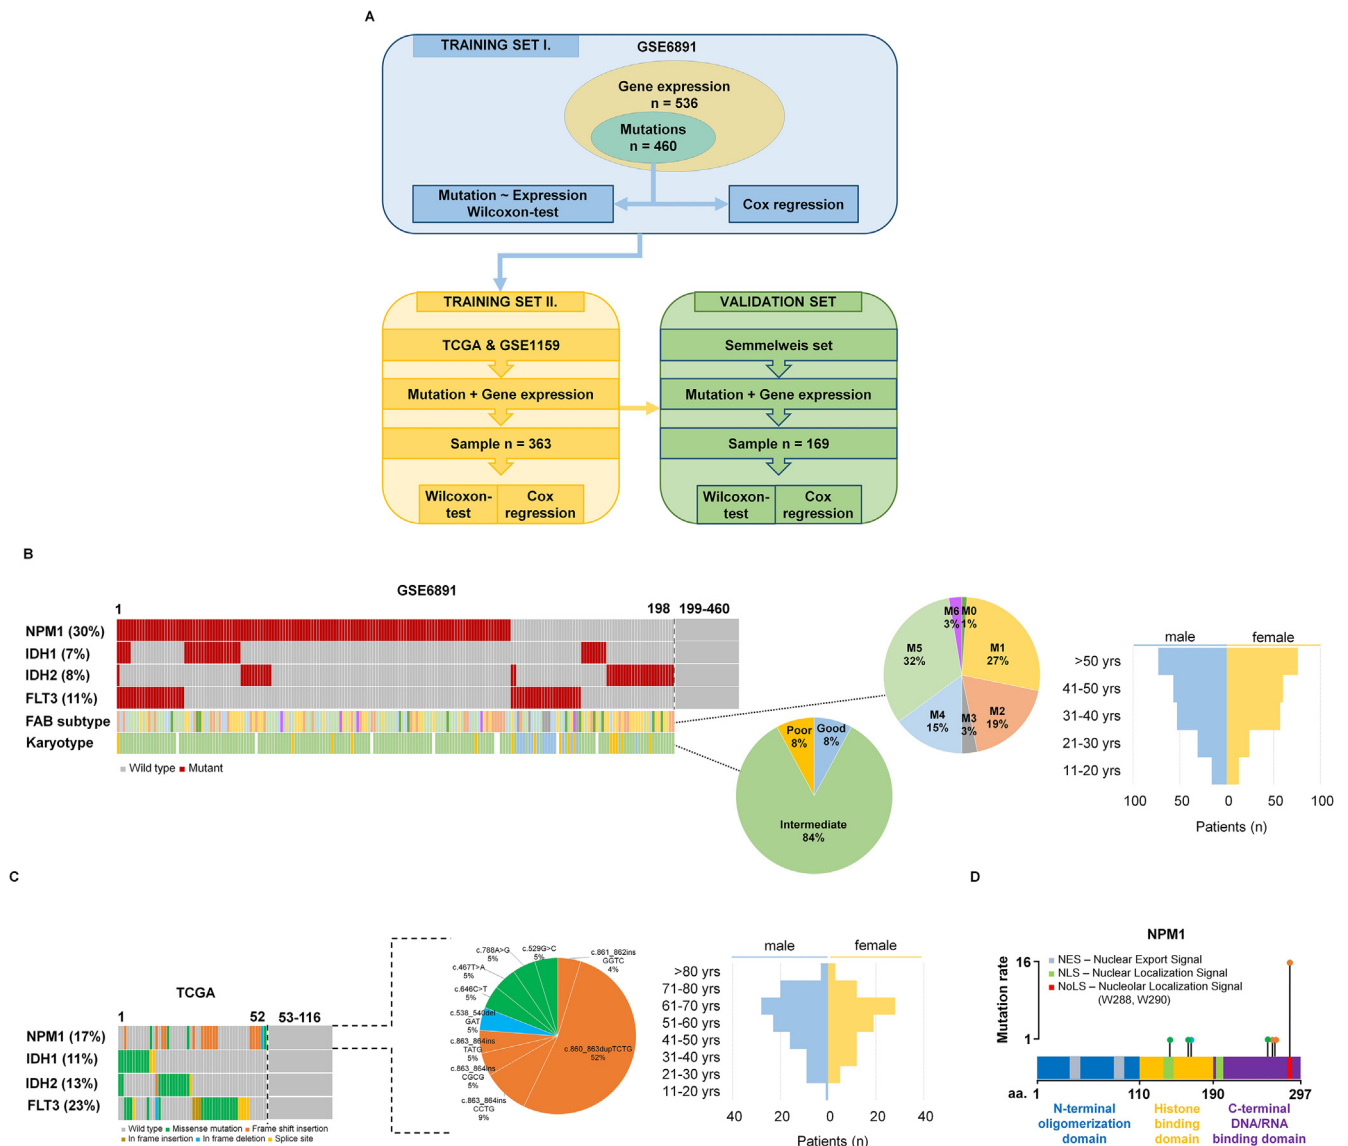 A
TRAINING SET I.
GSE6891
Gene expression
n = 536
Mutations
n = 460
Mutation ~ Expression
Wilcoxon-test
Cox regression
TRAINING SET II.
TCGA & GSE1159
Mutation + Gene expression
Sample n = 363
Wilcoxon-
test
Cox
regression
VALIDATION SET
Semmelweis set
Mutation + Gene expression
Sample n = 169
Wilcoxon-
test
Cox
regression
B
GSE6891
1
198
199-460
NPM1 (30%)
IDH1 (7%)
IDH2 (8%)
FLT3 (11%)
FAB subtype
Karyotype
Wild type
Mutant
Poor
8%
Good
8%
Intermediate
84%
M6
3%
M0
1%
M1
27%
M2
19%
M3
3%
M4
15%
M5
32%
male
female
>50 yrs
41-50 yrs
31-40 yrs
21-30 yrs
11-20 yrs
100
50
0
50
100
Patients (n)
C
TCGA
1
52
53-116
NPM1 (17%)
IDH1 (11%)
IDH2 (13%)
FLT3 (23%)
Wild type
Missense mutation
Frame shift insertion
In frame insertion
In frame deletion
Splice site
c.788A>G
5%
c.529G>C
5%
c.861_862ins
GGTC
4%
c.467T>A
5%
c.646C>T
5%
c.538_540del
GAT
5%
c.863_864ins
TATG
5%
c.863_864ins
CGCG
5%
c.863_864ins
CCTG
9%
c.860_863dupTCTG
52%
male
female
>80 yrs
71-80 yrs
61-70 yrs
51-60 yrs
41-50 yrs
31-40 yrs
21-30 yrs
11-20 yrs
40
20
0
20
40
Patients (n)
D
NPM1
Mutation rate
16
1
NES – Nuclear Export Signal
NLS – Nuclear Localization Signal
NoLS – Nucleolar Localization Signal
(W288, W290)
aa.
1
110
190
297
N-terminal
oligomerization
domain
Histone
binding
domain
C-terminal
DNA/RNA
binding domain